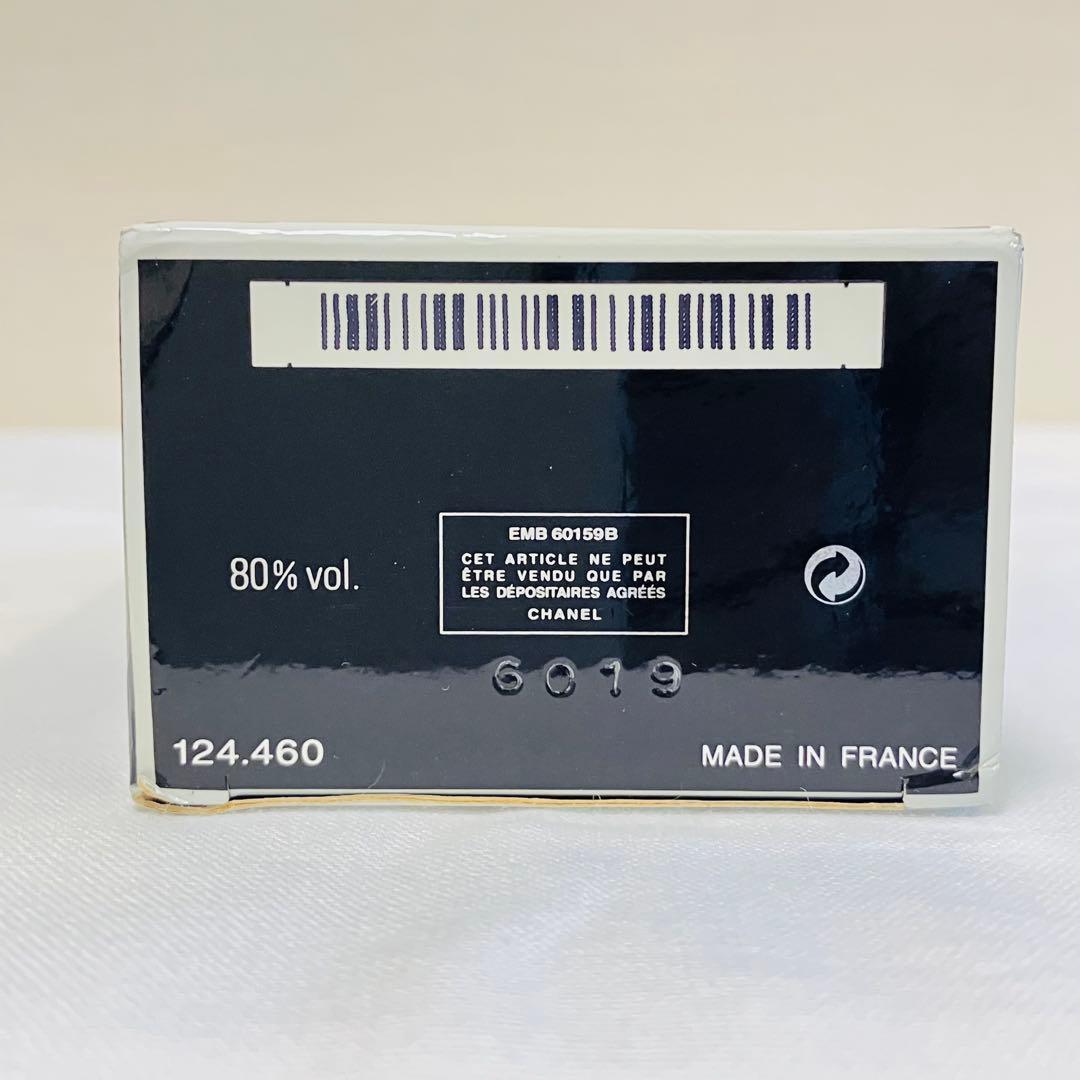 EMB 60159B
CET ARTICLE NE PEUT
ÊTRE VENDU QUE PAR
LES DÉPOSITAIRES AGRÉÉS
CHANEL
80% vol.
6019
124.460
MADE IN FRANCE